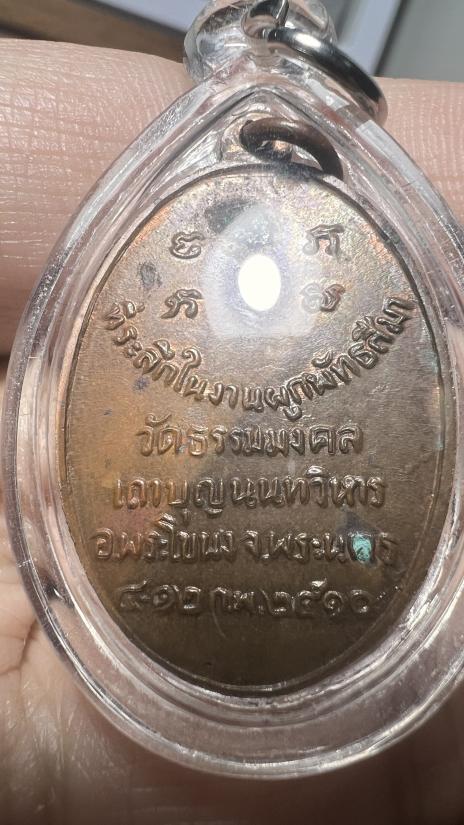 ที่ระลึกในงานผูกพัทธสีมา
วัดธรรมมงคล
เถาบุญนนทวิหาร
อ.พระโขนง จ.พระนคร
๔-๑๒ ก.พ. ๒๕๑๐